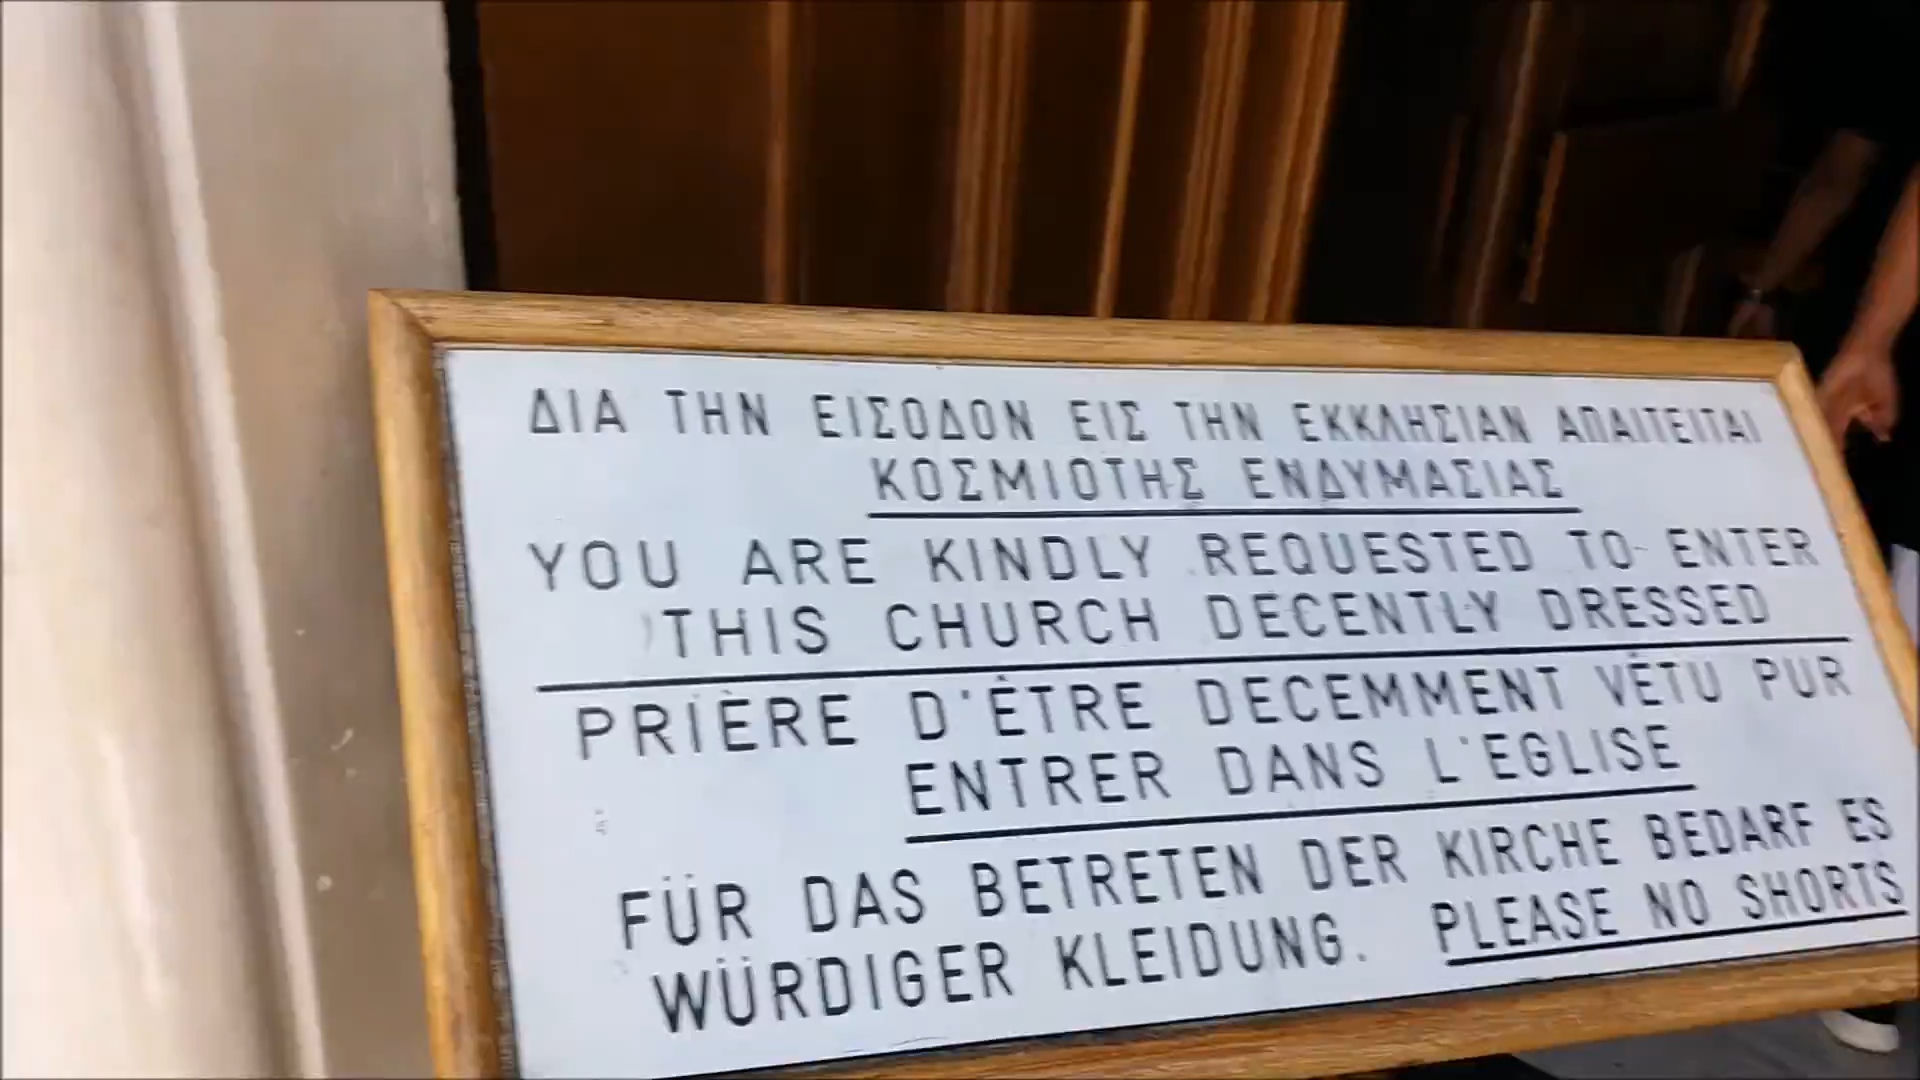 ΔΙΑ ΤΗΝ ΕΙΣΟΔΟΝ ΕΙΣ ΤΗΝ ΕΚΚΛΗΣΙΑΝ ΑΠΑΙΤΕΙΤΑΙ
ΚΟΣΜΙΟΤΗΣ ΕΝΔΥΜΑΣΙΑΣ
YOU ARE KINDLY REQUESTED TO ENTER
THIS CHURCH DECENTLY DRESSED
PRIÈRE D'ÊTRE DECEMMENT VÊTU PUR
ENTRER DANS L'EGLISE
FÜR DAS BETRETEN DER KIRCHE BEDARF ES
WÜRDIGER KLEIDUNG. PLEASE NO SHORTS